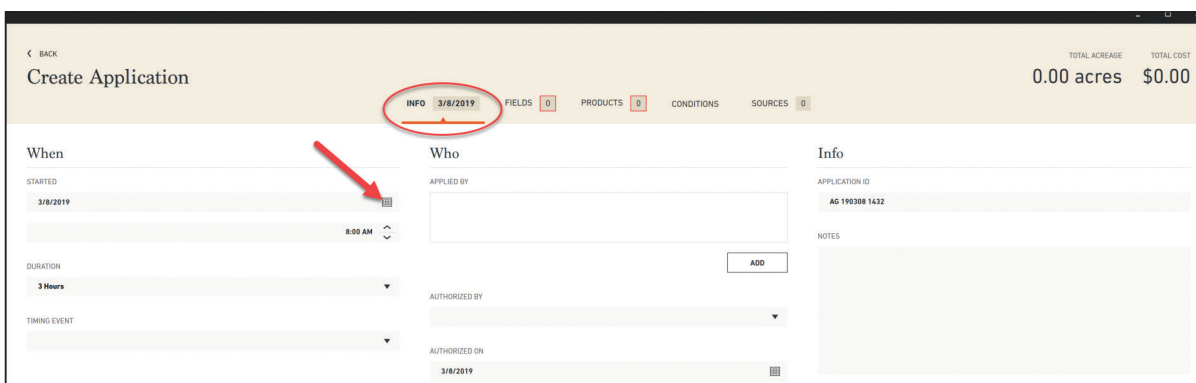 BACK
TOTAL ACREAGE TOTAL COST
Create Application
0.00 acres $0.00
INFO 3/8/2019 FIELDS 0 PRODUCTS 0 CONDITIONS SOURCES 0
When
STARTED
3/8/2019
8:00 AM
DURATION
3 Hours
TIMING EVENT
Who
APPLIED BY
ADD
AUTHORIZED BY
AUTHORIZED ON
3/8/2019
Info
APPLICATION ID
AG 190308 1432
NOTES